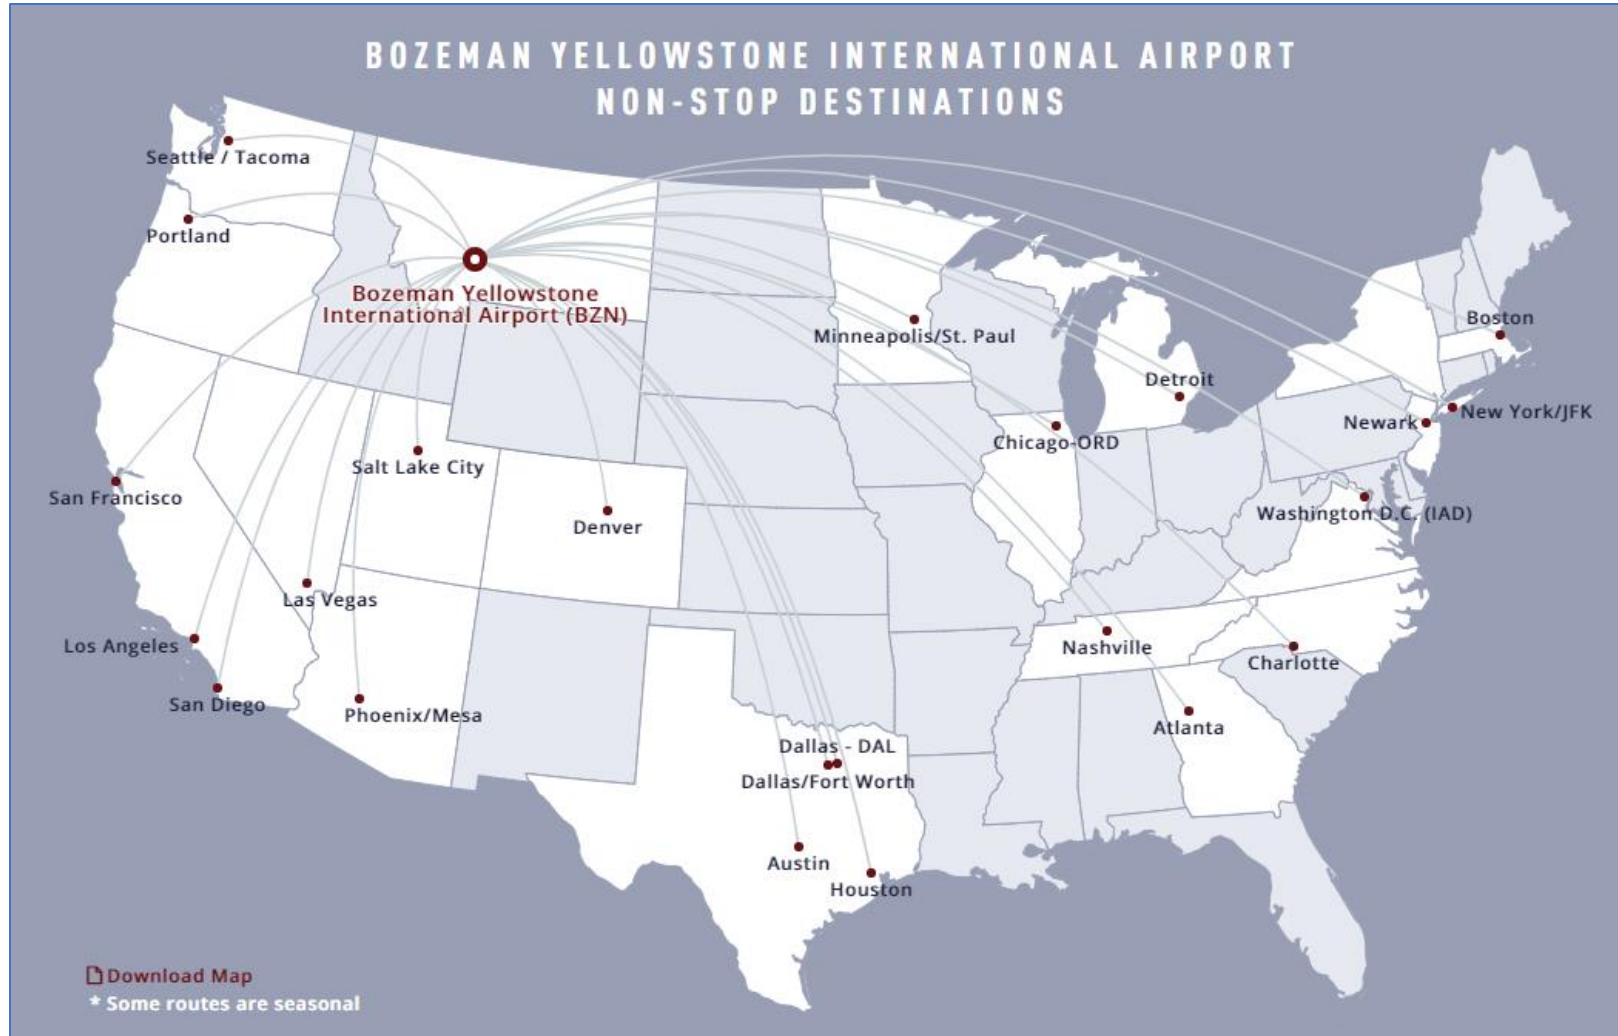 BOZEMAN YELLOWSTONE INTERNATIONAL AIRPORT
NON-STOP DESTINATIONS
Seattle / Tacoma
Portland
Bozeman Yellowstone
International Airport (BZN)
Minneapolis/St. Paul
Boston
Detroit
New York/JFK
Newark
Chicago-ORD
Salt Lake City
San Francisco
Denver
Washington D.C. (IAD)
Las Vegas
Los Angeles
Nashville
Charlotte
San Diego
Phoenix/Mesa
Atlanta
Dallas - DAL
Dallas/Fort Worth
Austin
Houston
Download Map
* Some routes are seasonal